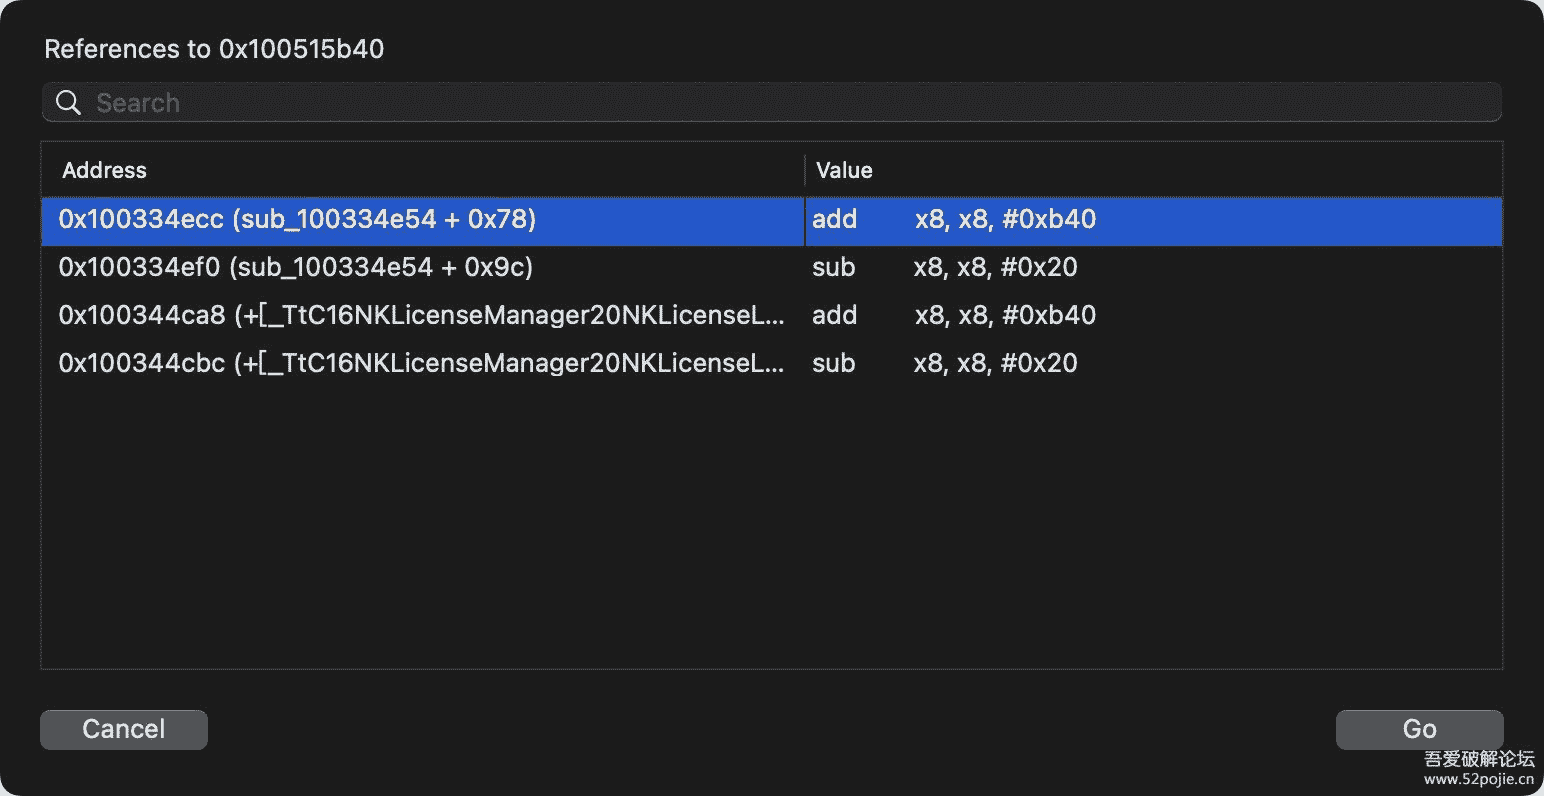 References to 0x100515b40
Search
Address Value
0x100334ecc (sub_100334e54 + 0x78) add x8, x8, #0xb40
0x100334ef0 (sub_100334e54 + 0x9c) sub x8, x8, #0x20
0x100344ca8 (+[_TtC16NKLicenseManager20NKLicenseL... add x8, x8, #0xb40
0x100344cbc (+[_TtC16NKLicenseManager20NKLicenseL... sub x8, x8, #0x20
Cancel Go
吾爱破解论坛
www.52pojie.cn